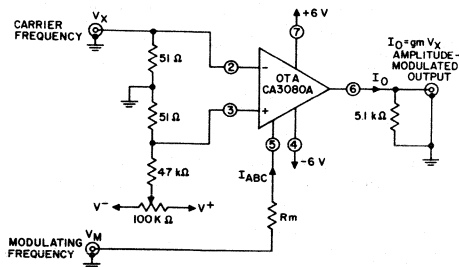 CARRIER
FREQUENCY
VX
51 Ω
51 Ω
47 kΩ
V-
V+
100K Ω
MODULATING
FREQUENCY
VM
2
-
3
+
OTA
CA3080A
+6 V
7
6
5
4
-6 V
IABC
Rm
IO
IO = gm VX
AMPLITUDE-
MODULATED
OUTPUT
5.1 kΩ